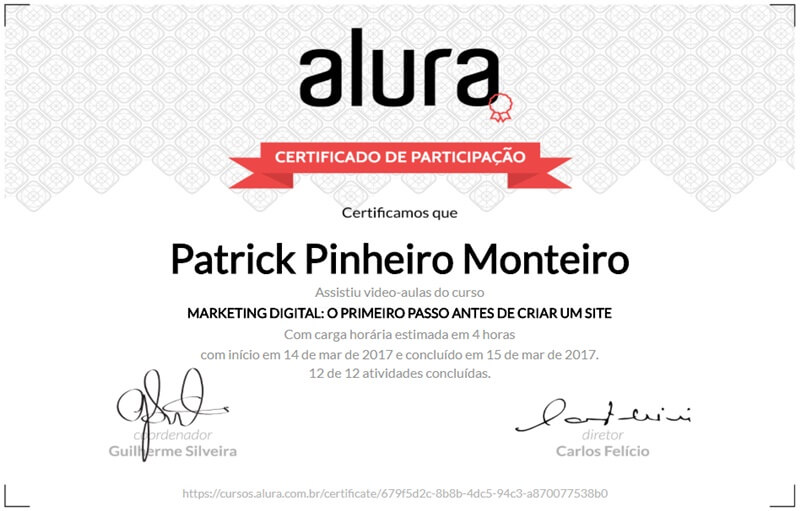 alura
CERTIFICADO DE PARTICIPAÇÃO
Certificamos que
Patrick Pinheiro Monteiro
Assistiu video-aulas do curso
MARKETING DIGITAL: O PRIMEIRO PASSO ANTES DE CRIAR UM SITE
Com carga horária estimada em 4 horas
com início em 14 de mar de 2017 e concluído em 15 de mar de 2017.
12 de 12 atividades concluídas.
coordenador
Guilherme Silveira
diretor
Carlos Felício
https://cursos.alura.com.br/certificate/679f5d2c-8b8b-4dc5-94c3-a870077538b0